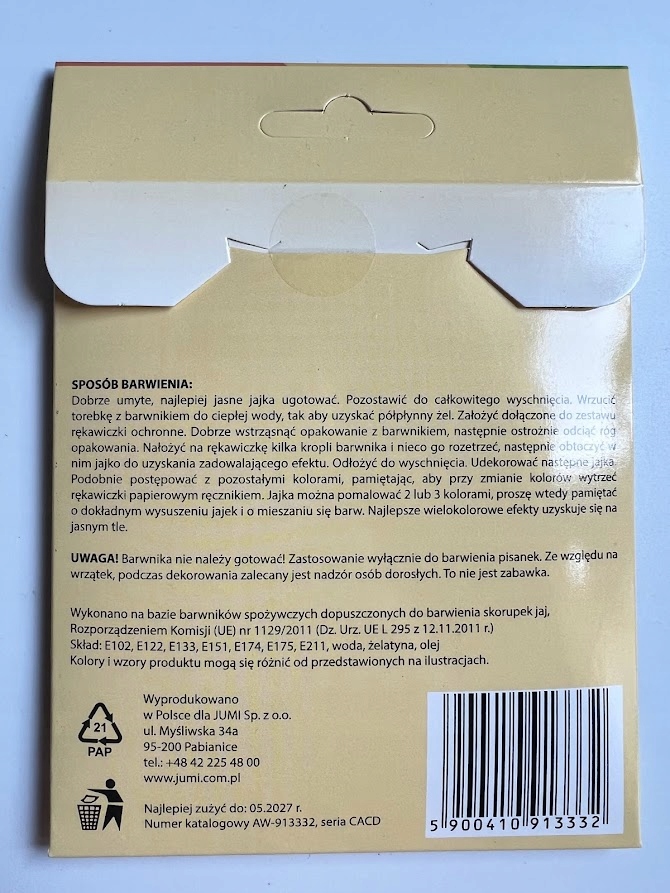 SPOSÓB BARWIENIA:
Dobrze umyte, najlepiej jasne jajka ugotować. Pozostawić do całkowitego wyschnięcia. Wrzucić
torebkę z barwnikiem do ciepłej wody, tak aby uzyskać półpłynny żel. Założyć dołączone do zestawu
rękawiczki ochronne. Dobrze wstrząsnąć opakowanie z barwnikiem, następnie ostrożnie odciąć róg
opakowania. Nałożyć na rękawiczkę kilka kropli barwnika i nieco go rozetrzeć, następnie obtoczyć w
nim jajko do uzyskania zadowalającego efektu. Odłożyć do wyschnięcia. Udekorować następne jajka.
Podobnie postępować z pozostałymi kolorami, pamiętając, aby przy zmianie kolorów wytrzeć
rękawiczki papierowym ręcznikiem. Jajka można pomalować 2 lub 3 kolorami, proszę wtedy pamiętać
o dokładnym wysuszeniu jajek i o mieszaniu się barw. Najlepsze wielokolorowe efekty uzyskuje się na
jasnym tle.
UWAGA! Barwnika nie należy gotować! Zastosowanie wyłącznie do barwienia pisanek. Ze względu na
wrzątek, podczas dekorowania zalecany jest nadzór osób dorosłych. To nie jest zabawka.
Wykonano na bazie barwników spożywczych dopuszczonych do barwienia skorupek jaj,
Rozporządzeniem Komisji (UE) nr 1129/2011 (Dz. Urz. UE L 295 z 12.11.2011 r.)
Skład: E102, E122, E133, E151, E174, E175, E211, woda, żelatyna, olej
Kolory i wzory produktu mogą się różnić od przedstawionych na ilustracjach.
21
PAP
Wyprodukowano
w Polsce dla JUMI Sp. z o.o.
ul. Myśliwska 34a
95-200 Pabianice
tel.: +48 42 225 48 00
www.jumi.com.pl
Najlepiej zużyć do: 05.2027 r.
Numer katalogowy AW-913332, seria CACD
5 900410 913332